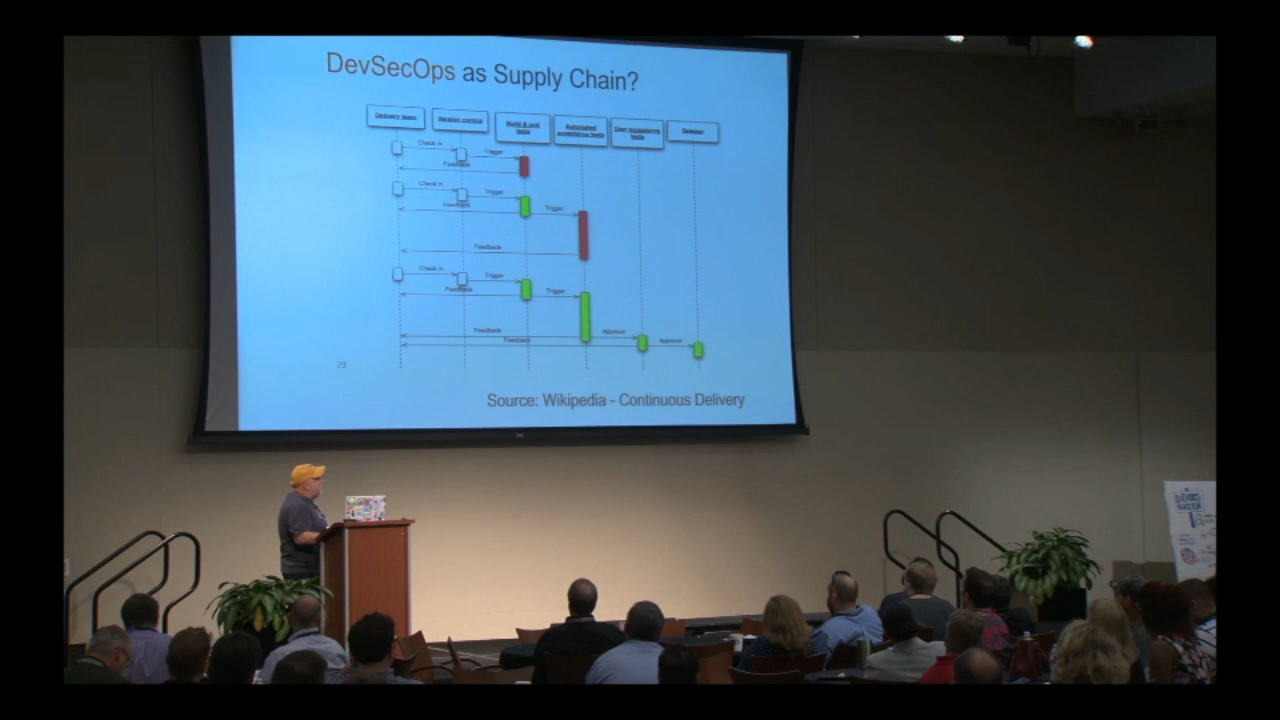 DevSecOps as Supply Chain?
Delivery team
Version control
Build & unit
tests
Automated
acceptance tests
User acceptance
tests
Release
Check in
Trigger
Feedback
Check in
Trigger
Feedback
Trigger
Feedback
Check in
Trigger
Feedback
Trigger
Feedback
Approval
Feedback
Approval
29
Source: Wikipedia - Continuous Delivery
DEVOPS